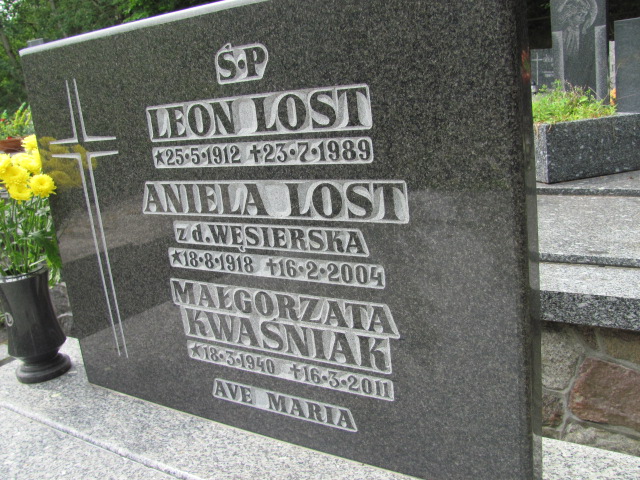 Ś·P
LEON LOST
★25·5·1912 ✝23·7·1989
ANIELA LOST
z d. WĘSIERSKA
★18·8·1918 ✝16·2·2004
MAŁGORZATA
KWAŚNIAK
★18·3·1940 ✝16·3·2011
AVE MARIA